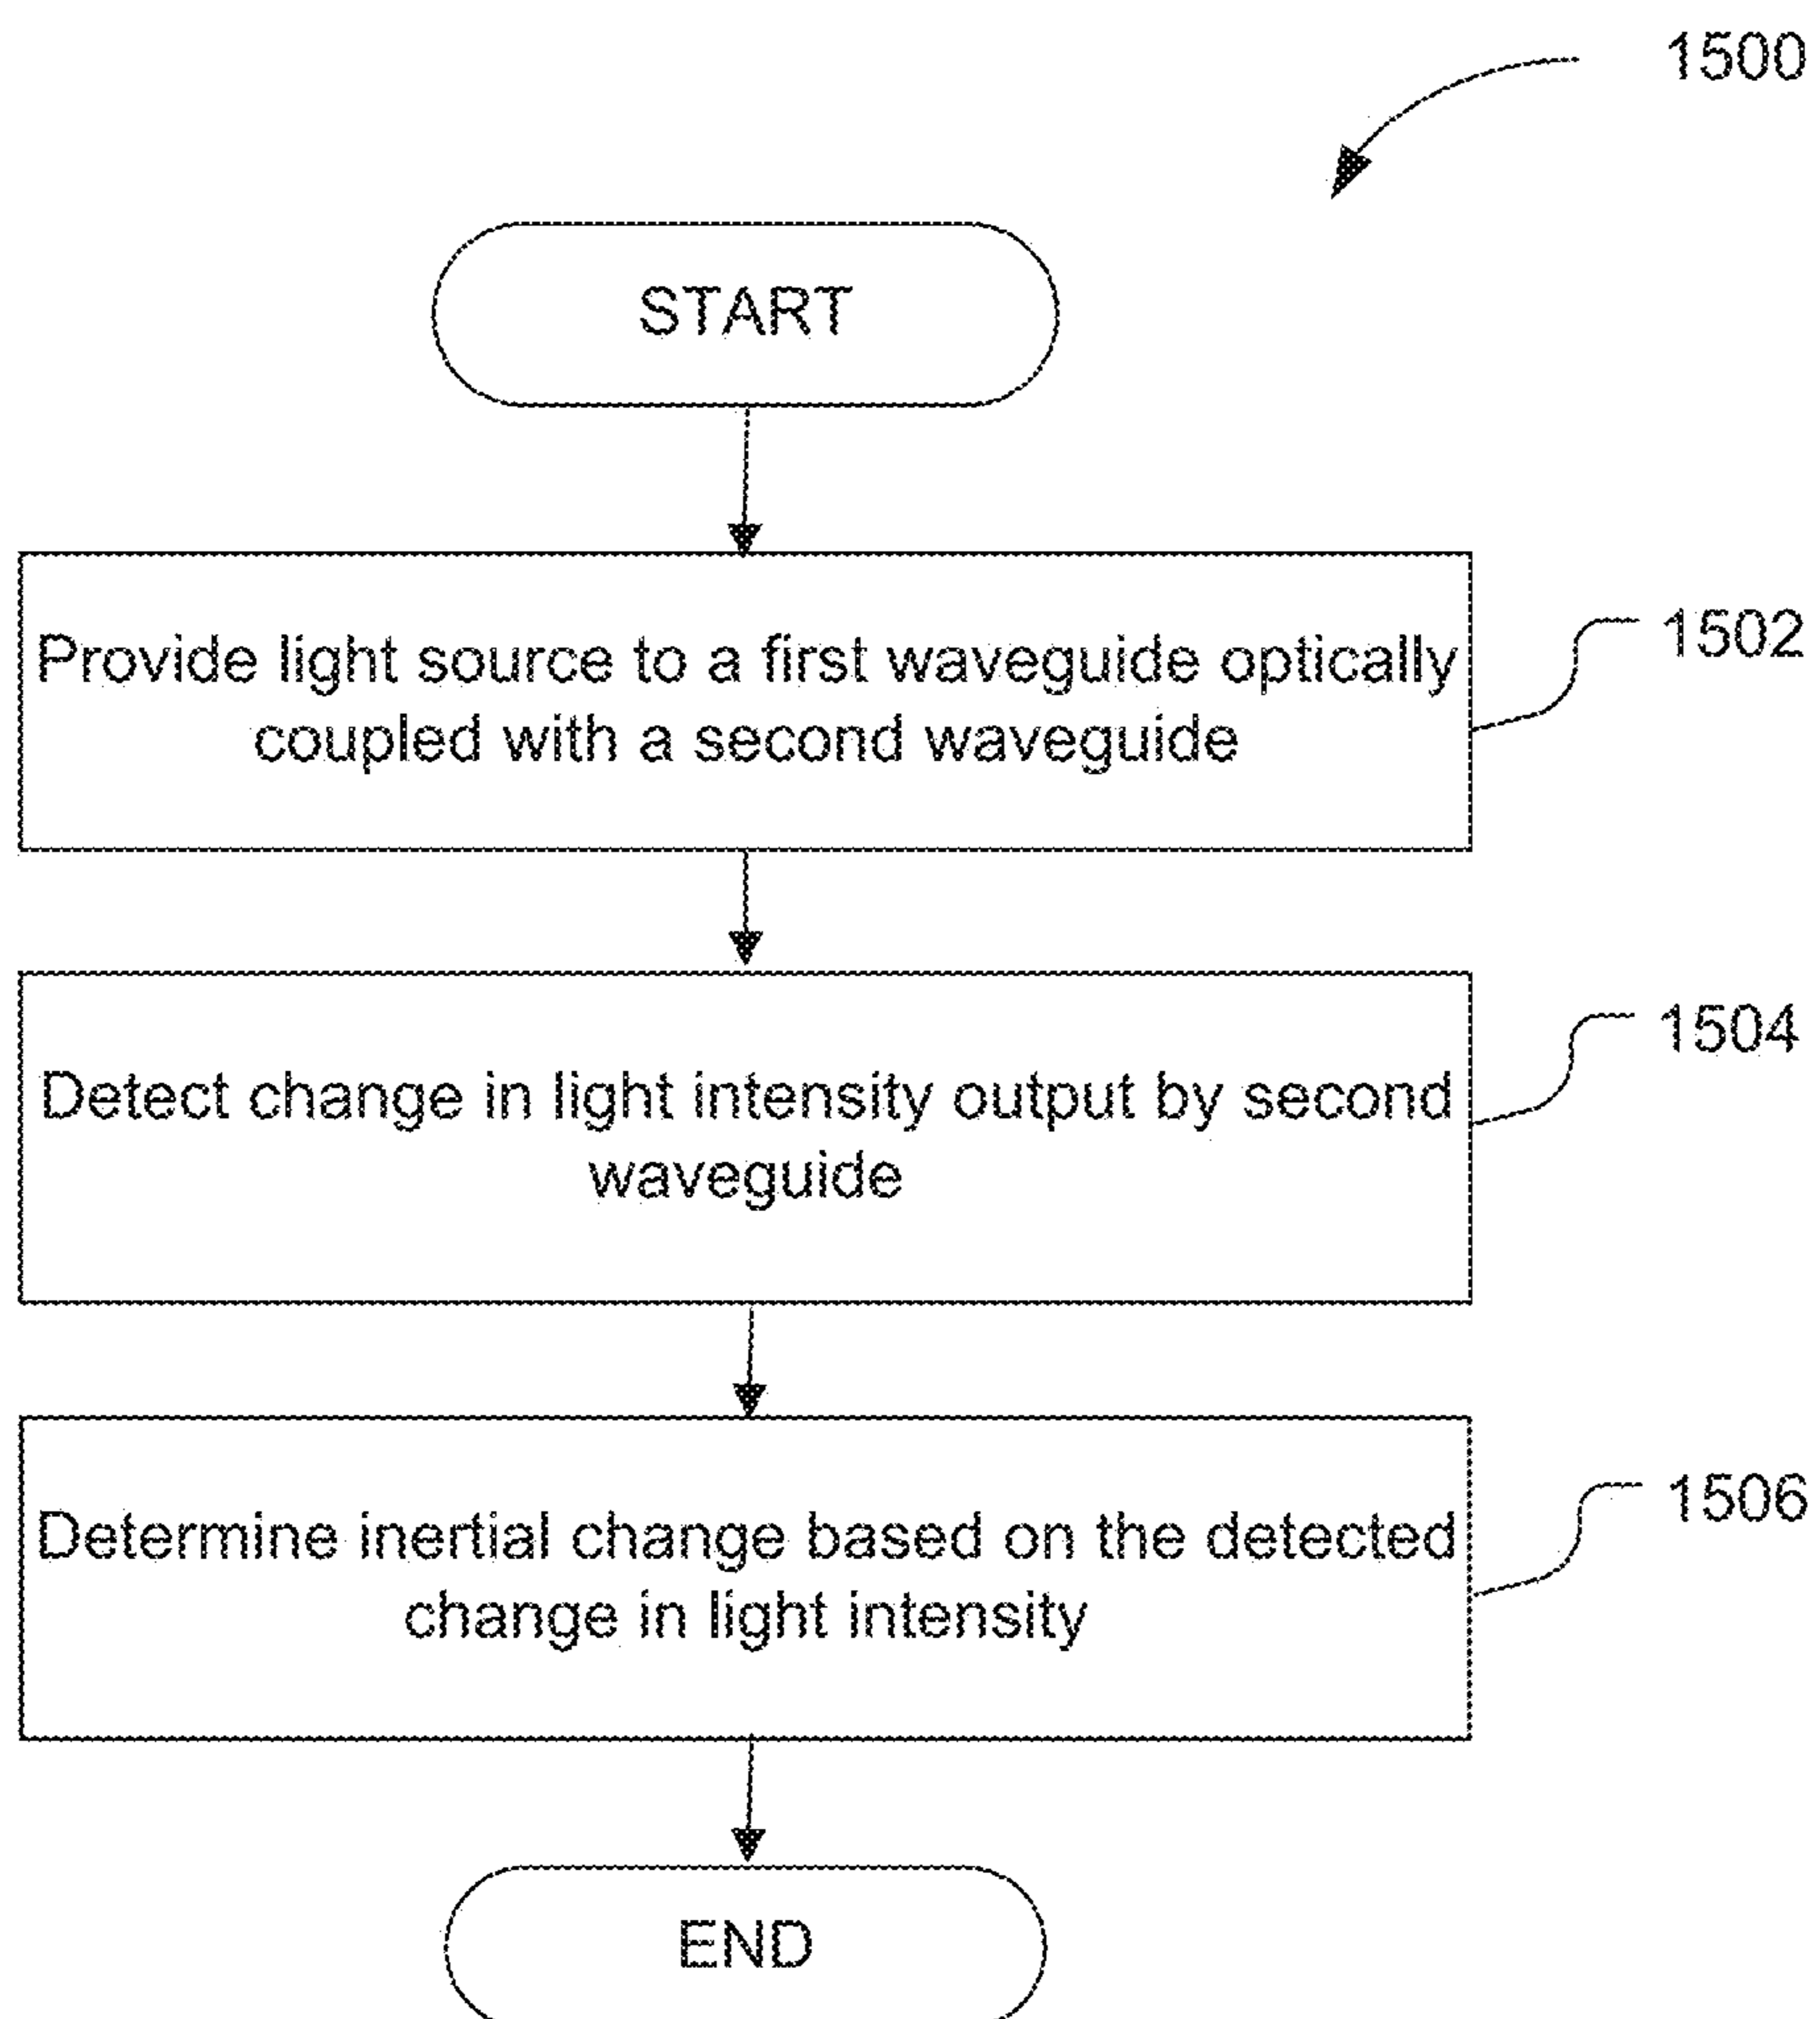 1500
START
Provide light source to a first waveguide optically
coupled with a second waveguide
1502
Detect change in light intensity output by second
waveguide
1504
Determine inertial change based on the detected
change in light intensity
1506
END